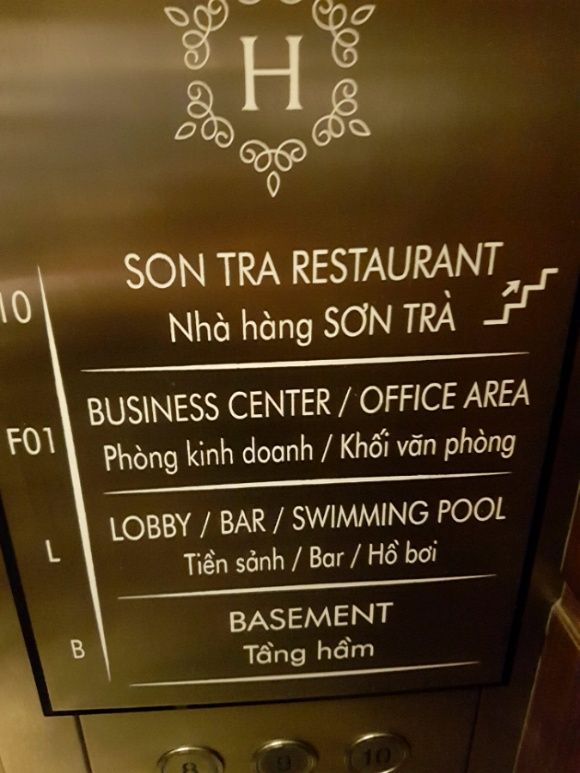 H
SON TRA RESTAURANT
10
Nhà hàng SƠN TRÀ
BUSINESS CENTER / OFFICE AREA
F01
Phòng kinh doanh / Khối văn phòng
LOBBY / BAR / SWIMMING POOL
L
Tiền sảnh / Bar / Hồ bơi
BASEMENT
B
Tầng hầm
8 9 10